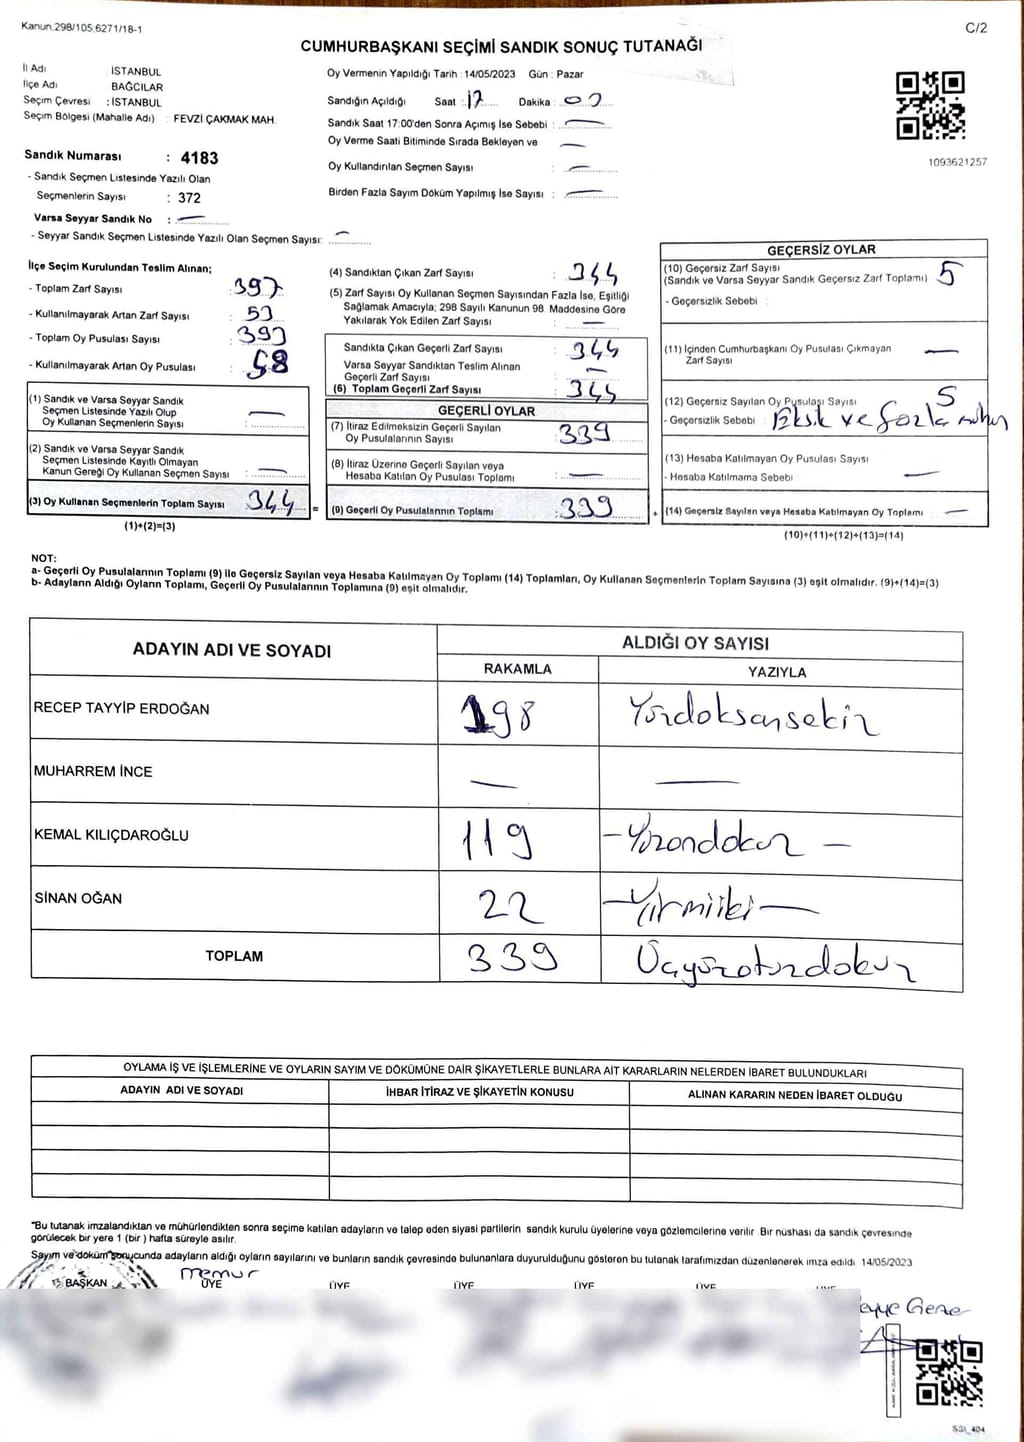 Kanun.298/105,6271/18-1
C/2
CUMHURBAŞKANI SEÇİMİ SANDIK SONUÇ TUTANAĞI
İl Adı : İSTANBUL
İlçe Adı BAĞCILAR
Seçim Çevresi : İSTANBUL
Seçim Bölgesi (Mahalle Adı) : FEVZİ ÇAKMAK MAH.
Sandık Numarası : 4183
- Sandık Seçmen Listesinde Yazılı Olan
Seçmenlerin Sayısı : 372
Varsa Seyyar Sandık No : —
- Seyyar Sandık Seçmen Listesinde Yazılı Olan Seçmen Sayısı: —
Oy Vermenin Yapıldığı Tarih : 14/05/2023 Gün : Pazar
Sandığın Açıldığı Saat : 17 Dakika :
Sandık Saat 17:00'den Sonra Açımış İse Sebebi : —
Oy Verme Saati Bitiminde Sırada Bekleyen ve —
Oy Kullandırılan Seçmen Sayısı : —
Birden Fazla Sayım Döküm Yapılmış İse Sayısı : —
1093621257
İlçe Seçim Kurulundan Teslim Alınan;
- Toplam Zarf Sayısı : 397
- Kullanılmayarak Artan Zarf Sayısı : 53
- Toplam Oy Pusulası Sayısı :
- Kullanılmayarak Artan Oy Pusulası :
(1) Sandık ve Varsa Seyyar Sandık
Seçmen Listesinde Yazılı Olup
Oy Kullanan Seçmenlerin Sayısı : —
(2) Sandık ve Varsa Seyyar Sandık
Seçmen Listesinde Kayıtlı Olmayan
Kanun Gereği Oy Kullanan Seçmen Sayısı : —
(3) Oy Kullanan Seçmenlerin Toplam Sayısı 344 =
(1)+(2)=(3)
(4) Sandıktan Çıkan Zarf Sayısı : 344
(5) Zarf Sayısı Oy Kullanan Seçmen Sayısından Fazla İse, Eşitliği
Sağlamak Amacıyla; 298 Sayılı Kanunun 98 Maddesine Göre
Yakılarak Yok Edilen Zarf Sayısı : —
Sandıkta Çıkan Geçerli Zarf Sayısı : 344
Varsa Seyyar Sandıktan Teslim Alınan
Geçerli Zarf Sayısı : —
(6) Toplam Geçerli Zarf Sayısı : 344
GEÇERLİ OYLAR
(7) İtiraz Edilmeksizin Geçerli Sayılan
Oy Pusulalarının Sayısı : 339
(8) İtiraz Üzerine Geçerli Sayılan veya
Hesaba Katılan Oy Pusulası Toplamı : —
(9) Geçerli Oy Pusulalarının Toplamı : 339 +
GEÇERSİZ OYLAR
(10) Geçersiz Zarf Sayısı
(Sandık ve Varsa Seyyar Sandık Geçersiz Zarf Toplamı) : 5
- Geçersizlik Sebebi :
(11) İçinden Cumhurbaşkanı Oy Pusulası Çıkmayan
Zarf Sayısı —
(12) Geçersiz Sayılan Oy Pusulası Sayısı 5
- Geçersizlik Sebebi : Eksik ve fazla mühür
(13) Hesaba Katılmayan Oy Pusulası Sayısı
- Hesaba Katılmama Sebebi —
(14) Geçersiz Sayılan veya Hesaba Katılmayan Oy Toplamı : —
(10)+(11)+(12)+(13)=(14)
NOT:
a- Geçerli Oy Pusulalarının Toplamı (9) ile Geçersiz Sayılan veya Hesaba Katılmayan Oy Toplamı (14) Toplamları, Oy Kullanan Seçmenlerin Toplam Sayısına (3) eşit olmalıdır. (9)+(14)=(3)
b- Adayların Aldığı Oyların Toplamı, Geçerli Oy Pusulalarının Toplamına (9) eşit olmalıdır.
ADAYIN ADI VE SOYADI
ALDIĞI OY SAYISI
RAKAMLA YAZIYLA
RECEP TAYYİP ERDOĞAN 198 Yüzdoksansekiz
MUHARREM İNCE — —
KEMAL KILIÇDAROĞLU 119 - Yüzondokuz -
SİNAN OĞAN 22 - Yirmiiki -
TOPLAM 339 Üçyüzotuzdokuz
OYLAMA İŞ VE İŞLEMLERİNE VE OYLARIN SAYIM VE DÖKÜMÜNE DAİR ŞİKAYETLERLE BUNLARA AİT KARARLARIN NELERDEN İBARET BULUNDUKLARI
ADAYIN ADI VE SOYADI İHBAR İTİRAZ VE ŞİKAYETİN KONUSU ALINAN KARARIN NEDEN İBARET OLDUĞU
"Bu tutanak imzalandıktan ve mühürlendikten sonra seçime katılan adayların ve talep eden siyasi partilerin sandık kurulu üyelerine veya gözlemcilerine verilir. Bir nüshası da sandık çevresinde
görülecek bir yere 1 (bir ) hafta süreyle asılır.
Sayım ve döküm sonucunda adayların aldığı oyların sayılarını ve bunların sandık çevresinde bulunanlara duyurulduğunu gösteren bu tutanak tarafımızdan düzenlenerek imza edildi. 14/05/2023
memur
BAŞKAN ÜYE ÜYE ÜYE ÜYE ÜYE